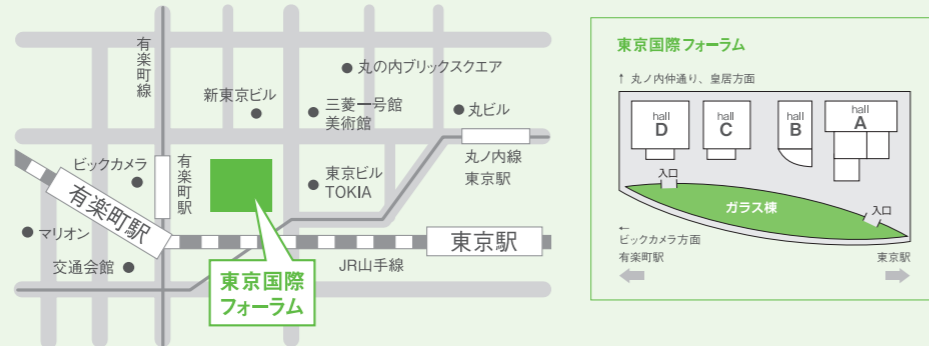 有楽町線
新東京ビル
丸の内ブリックスクエア
三菱一号館
美術館
丸ビル
丸ノ内線
東京駅
ビックカメラ
有楽町駅
東京ビル
TOKIA
有楽町駅
マリオン
交通会館
JR山手線
東京駅
東京国際
フォーラム
東京国際フォーラム
↑ 丸ノ内仲通り、皇居方面
hall
D
hall
C
hall
B
hall
A
入口
ガラス棟
入口
←
ビックカメラ方面
有楽町駅
東京駅